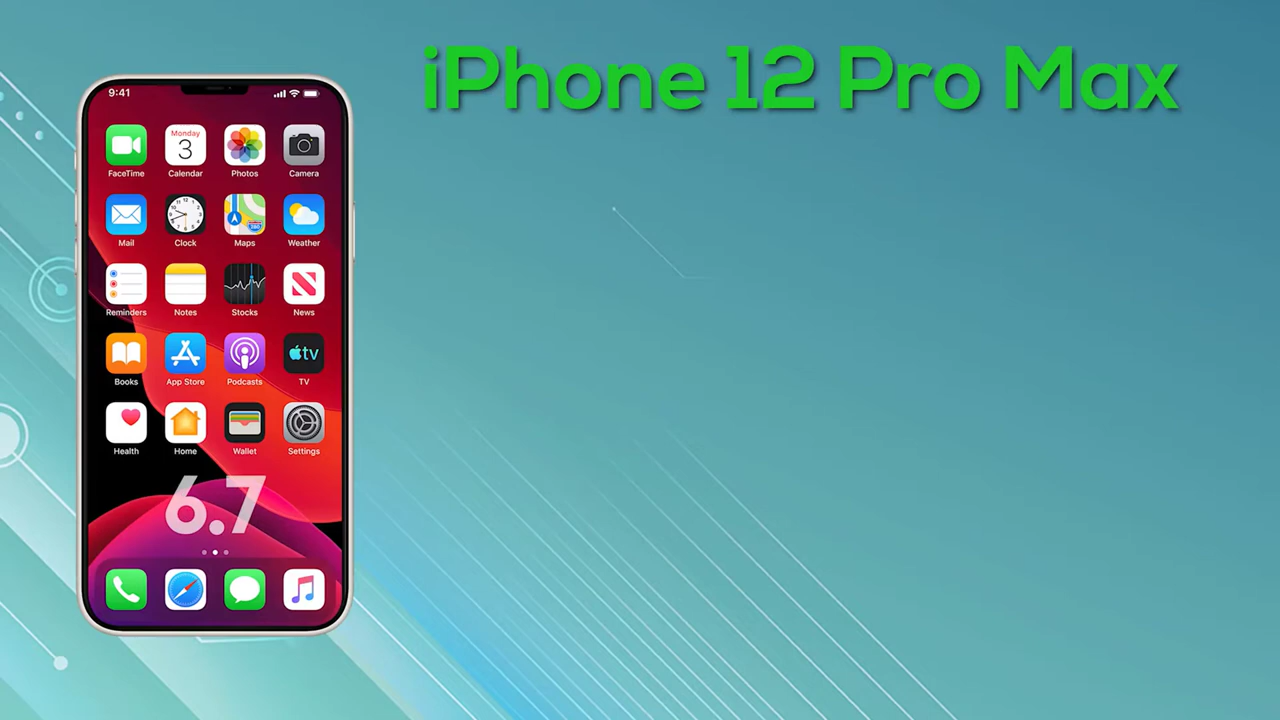 iPhone 12 Pro Max
9:41
Monday
3
FaceTime Calendar Photos Camera
Mail Clock Maps Weather
Reminders Notes Stocks News
tv
Books App Store Podcasts TV
Health Home Wallet Settings
6.7